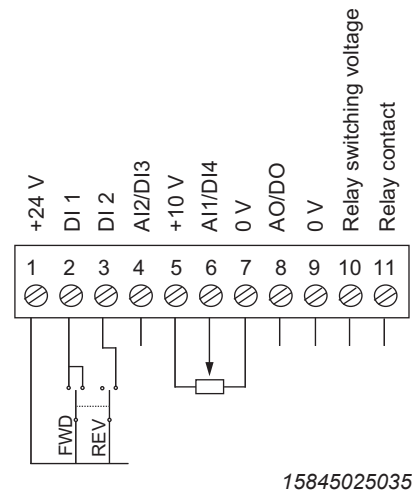 +24 V
DI 1
DI 2
AI2/DI3
+10 V
AI1/DI4
0 V
AO/DO
0 V
Relay switching voltage
Relay contact
1 2 3 4 5 6 7 8 9 10 11
FWD
REV
15845025035